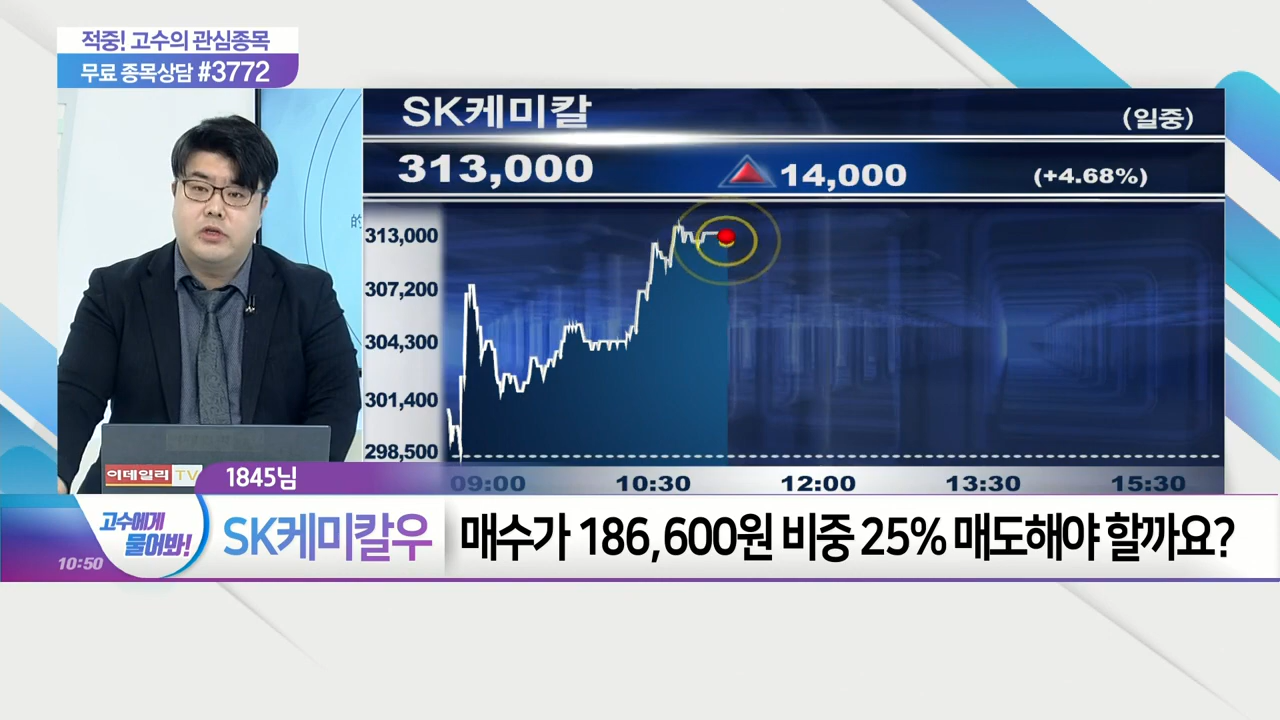 적중! 고수의 관심종목
무료 종목상담 #3772
SK케미칼
(일중)
313,000
14,000
(+4.68%)
的
313,000
307,200
304,300
301,400
298,500
09:00
10:30
12:00
13:30
15:30
이데일리 TV
1845님
고수에게
물어봐!
10:50
SK케미칼우
매수가 186,600원 비중 25% 매도해야 할까요?